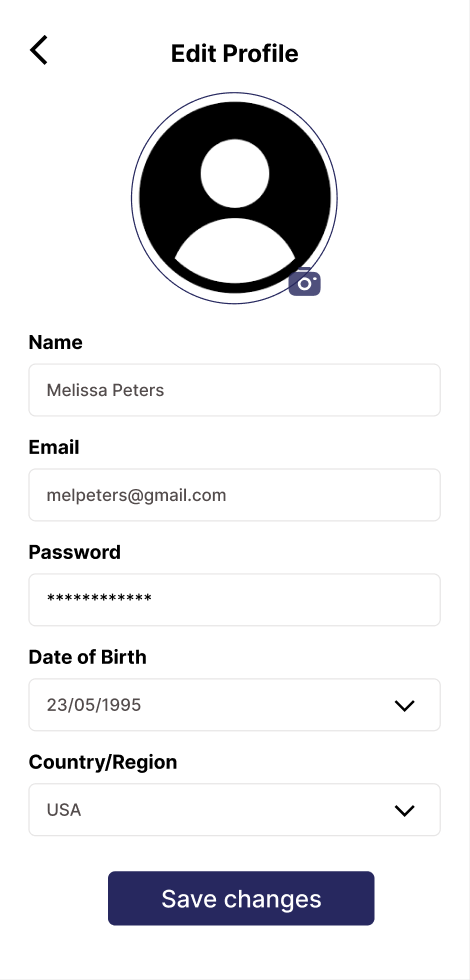 Edit Profile
Name
Melissa Peters
Email
melpeters@gmail.com
Password
************
Date of Birth
23/05/1995
Country/Region
USA
Save changes